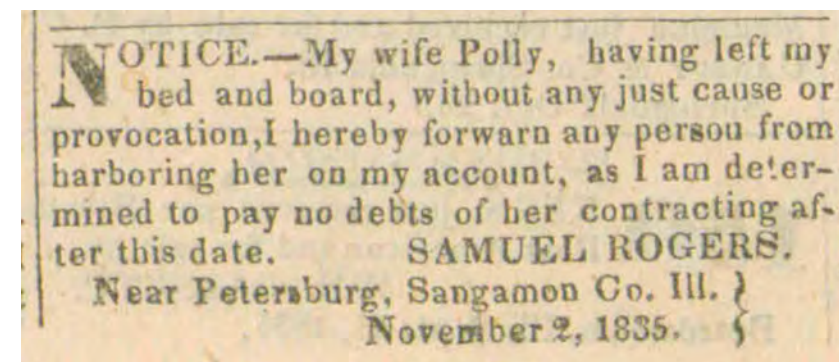 NOTICE.—My wife Polly, having left my
bed and board, without any just cause or
provocation,I hereby forwarn any person from
harboring her on my account, as I am deter-
mined to pay no debts of her contracting af-
ter this date. SAMUEL ROGERS.
Near Petersburg, Sangamon Co. Ill. }
November 2, 1835.